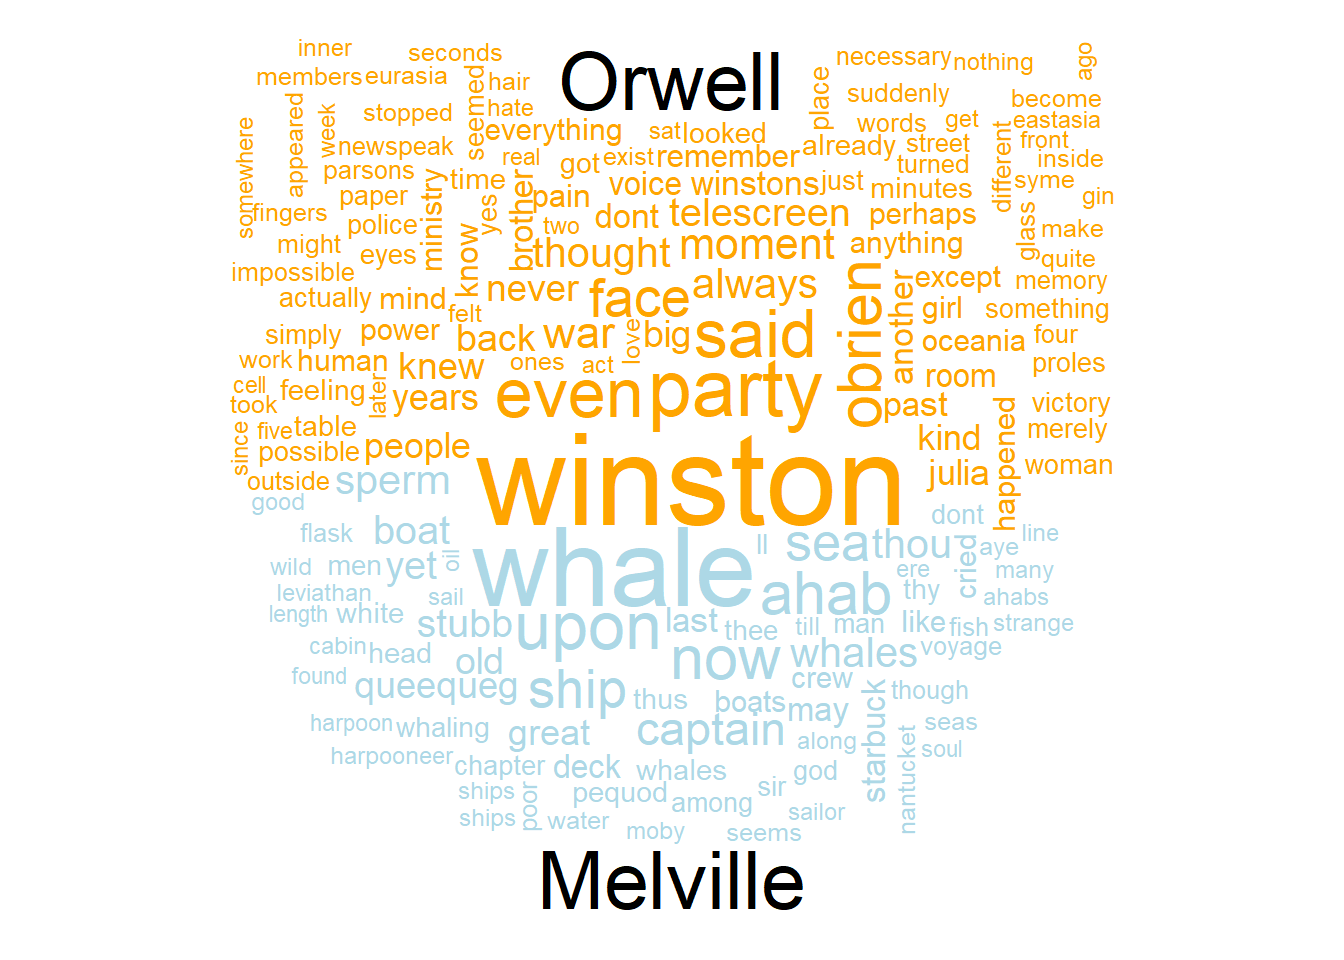 Orwell
inner seconds necessary nothing ago
members eurasia seemed hair place suddenly become
appeared week stopped hate everything sat looked words get eastasia
somewhere newspeak real got exist remember already street different front
parsons time voice winstons just turned inside
paper yes brother pain minutes syme gin
fingers police ministry two dont telescreen perhaps glass make
might eyes know thought moment anything quite
impossible never face always obrien another except memory
actually mind felt girl something
simply power back war love big said oceania four
work human knew ones act room proles
cell feeling later years even party past victory
took since five table kind happened merely
possible people winston julia woman
outside sperm
good dont
flask boat whale ll sea thou cried line
wild men yet oil ere aye many
leviathan sail ahab thy ahabs
length white stubb upon last thee till man like fish strange
cabin head old now whales voyage
found queequeg ship thus boats crew may starbuck though
harpoon whaling great captain along nantucket seas
harpooneer chapter deck whales god soul
ships poor pequod among sir
ships water moby seems sailor
Melville